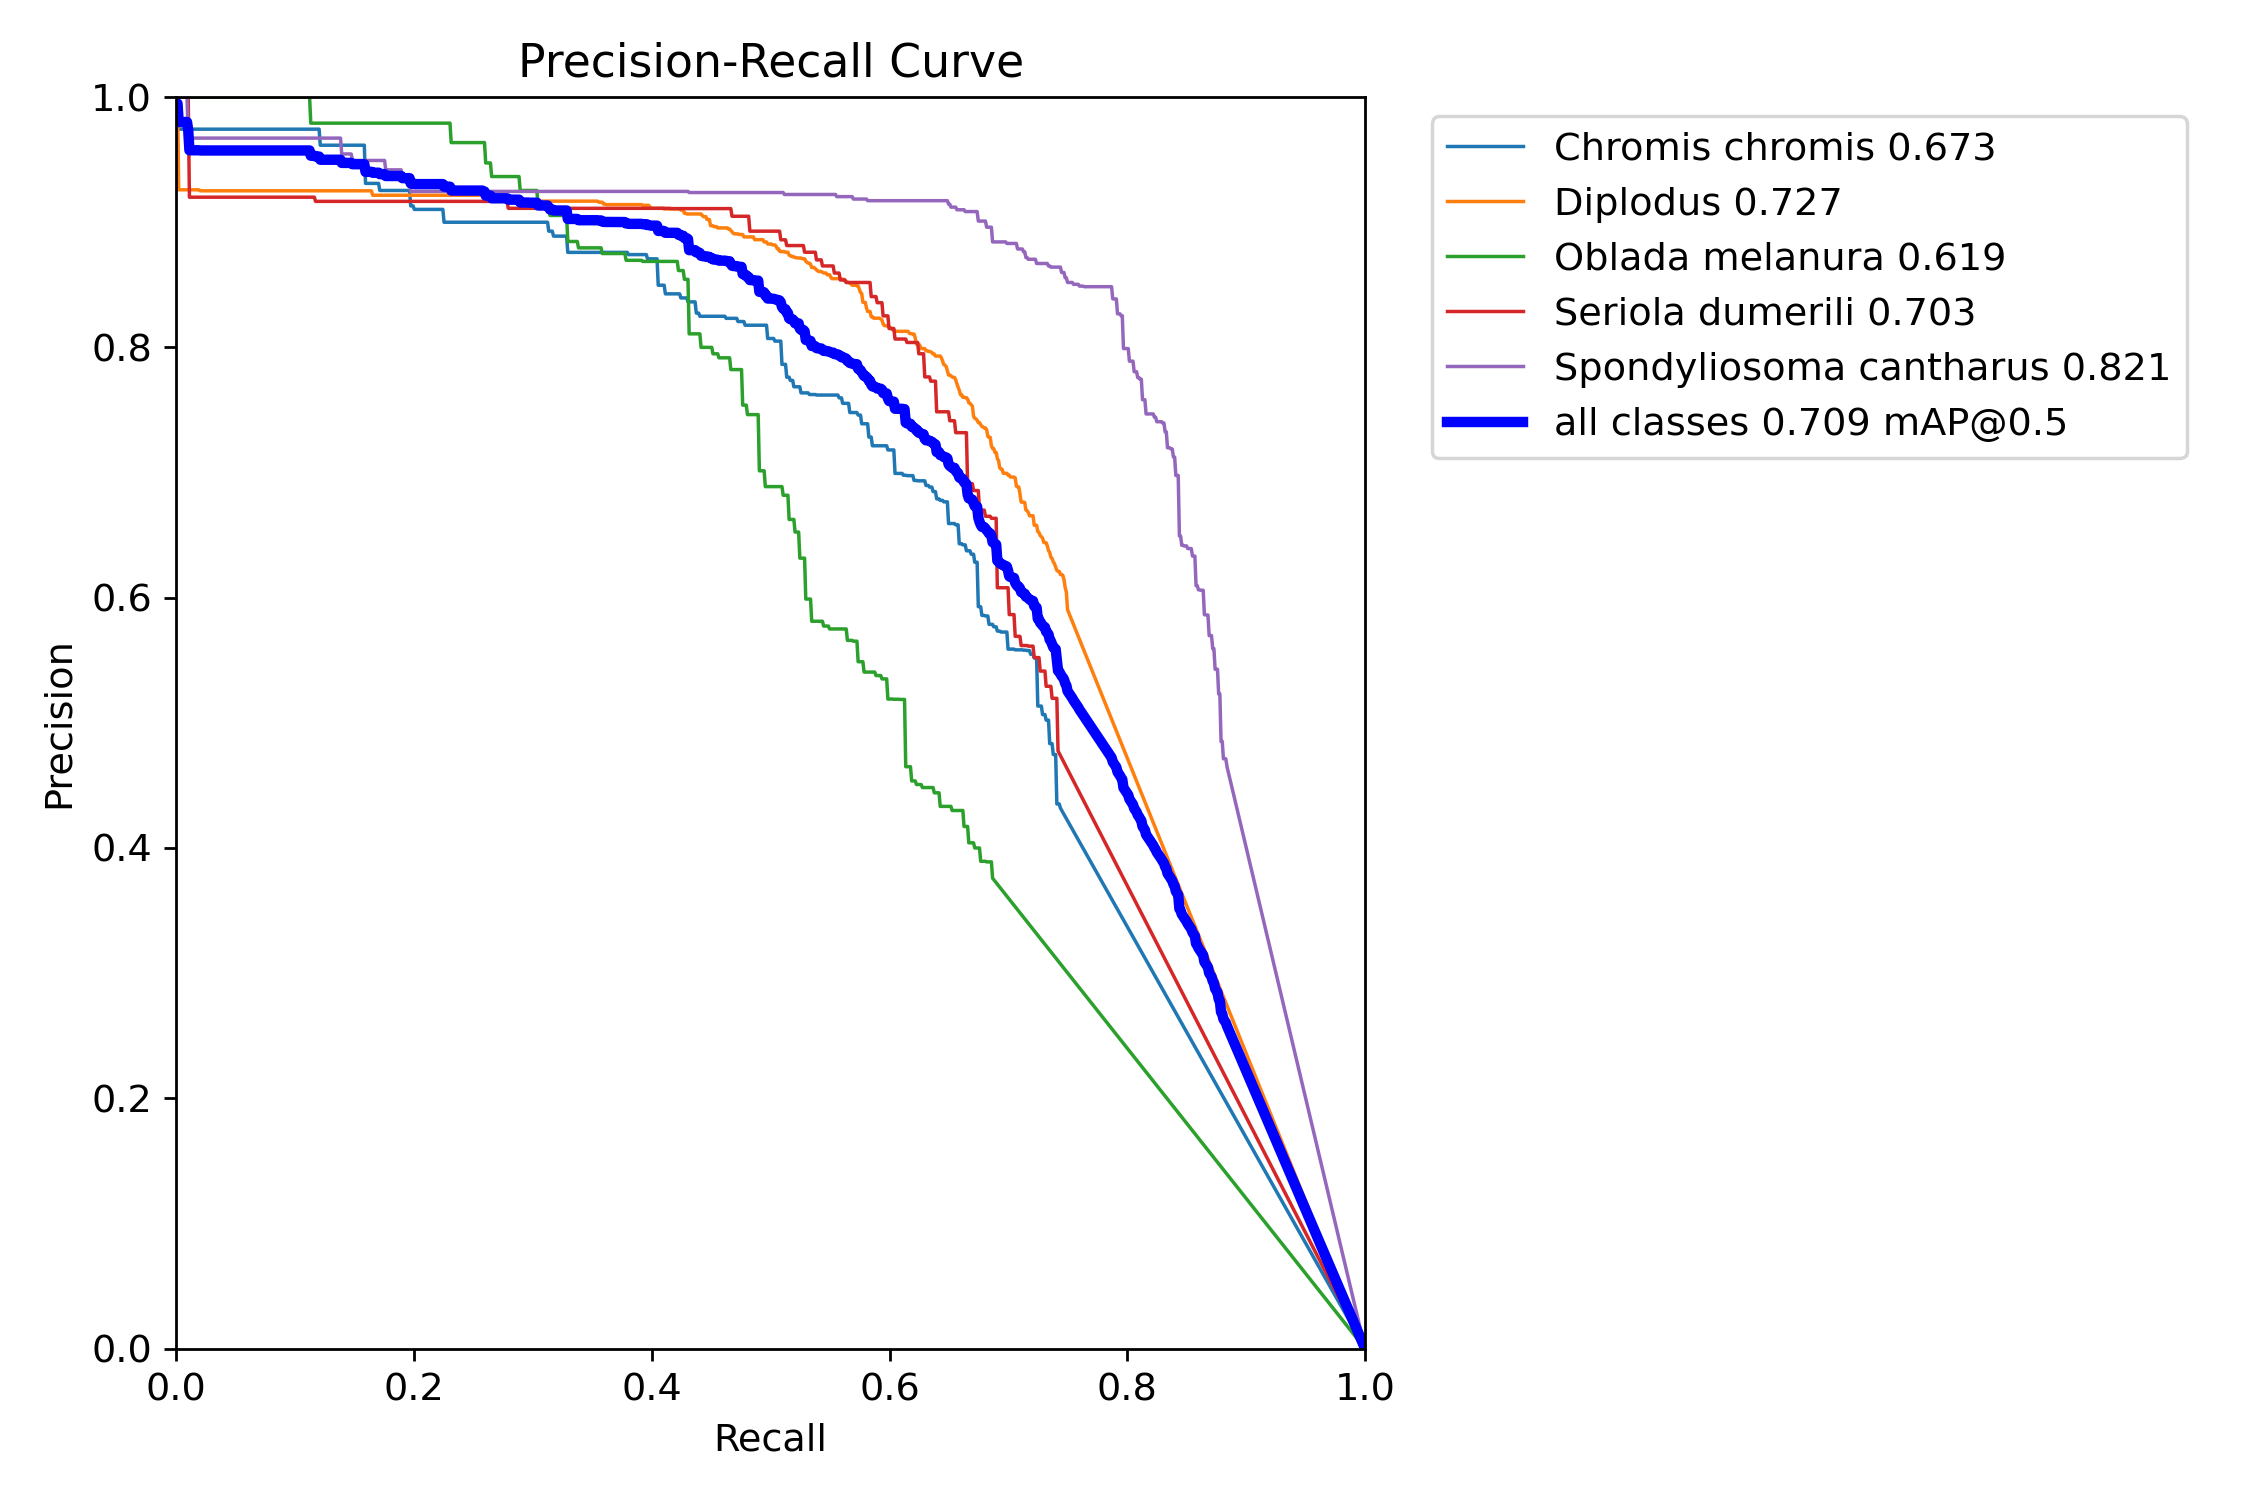 Precision-Recall Curve
1.0
0.8
0.6
0.4
0.2
0.0
Precision
0.0 0.2 0.4 0.6 0.8 1.0
Recall
Chromis chromis 0.673
Diplodus 0.727
Oblada melanura 0.619
Seriola dumerili 0.703
Spondyliosoma cantharus 0.821
all classes 0.709 mAP@0.5